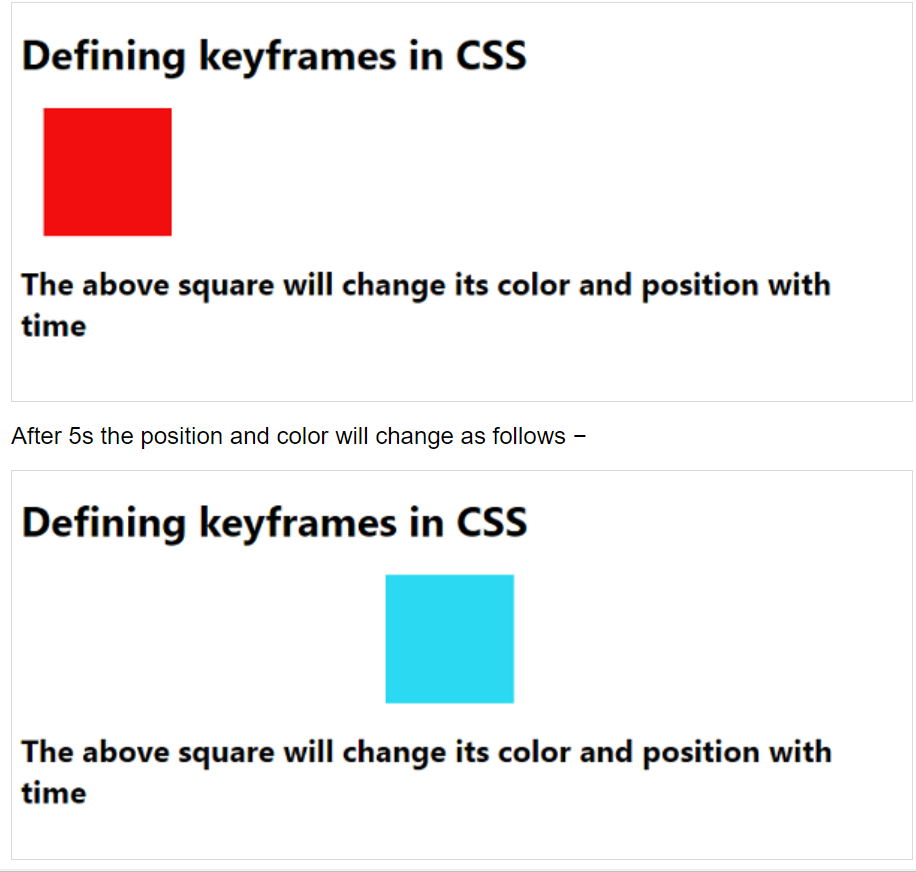 Defining keyframes in CSS
The above square will change its color and position with
time
After 5s the position and color will change as follows −
Defining keyframes in CSS
The above square will change its color and position with
time